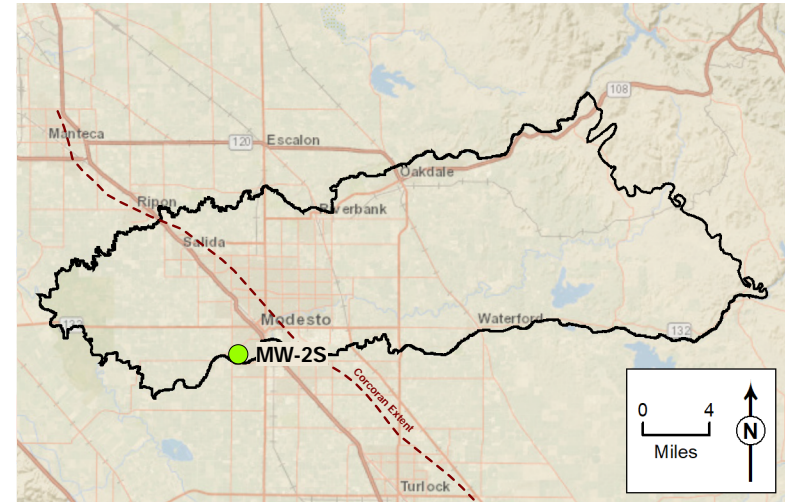 108
Manteca
120
Escalon
Oakdale
Ripon
Riverbank
Salida
Modesto
Waterford
132
132
MW-2S
Corcoran Extent
Turlock
0 4
Miles
N